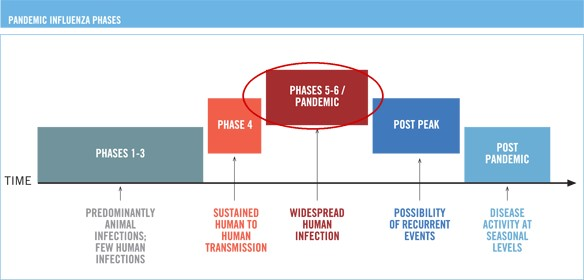 PANDEMIC INFLUENZA PHASES
PHASES 5-6 /
PANDEMIC
PHASE 4
POST PEAK
PHASES 1-3
POST
PANDEMIC
TIME
PREDOMINANTLY
ANIMAL
INFECTIONS;
FEW HUMAN
INFECTIONS
SUSTAINED
HUMAN TO
HUMAN
TRANSMISSION
WIDESPREAD
HUMAN
INFECTION
POSSIBILITY
OF RECURRENT
EVENTS
DISEASE
ACTIVITY AT
SEASONAL
LEVELS